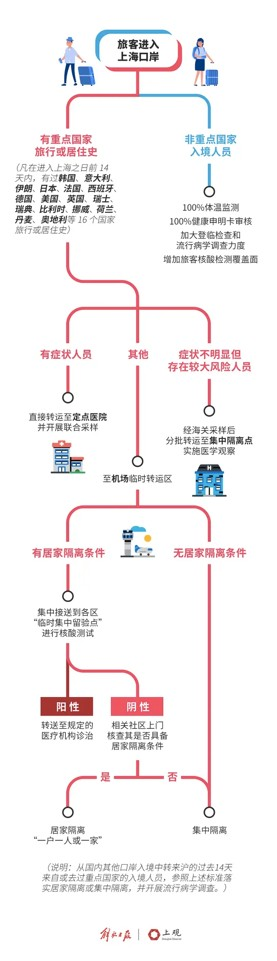 旅客进入
上海口岸
有重点国家
旅行或居住史
(凡在进入上海之日前 14
天内，有过韩国、意大利、
伊朗、日本、法国、西班牙、
德国、美国、英国、瑞士、
瑞典、比利时、挪威、荷兰、
丹麦、奥地利等 16 个国家
旅行或居住史)
非重点国家
入境人员
100%体温监测
100%健康申明卡审核
加大登临检查和
流行病学调查力度
增加旅客核酸检测覆盖面
有症状人员
直接转运至定点医院
并开展联合采样
其他
至机场临时转运区
症状不明显但
存在较大风险人员
经海关采样后
分批转运至集中隔离点
实施医学观察
H
有居家隔离条件
无居家隔离条件
集中接送到各区
“临时集中留验点”
进行核酸测试
阳 性
转送至规定的
医疗机构诊治
阴 性
相关社区上门
核查其是否具备
居家隔离条件
是
否
居家隔离
“一户一人或一家”
集中隔离
(说明：从国内其他口岸入境中转来沪的过去14天
来自或去过重点国家的入境人员，参照上述标准落
实居家隔离或集中隔离，并开展流行病学调查。)
解放日报
上观